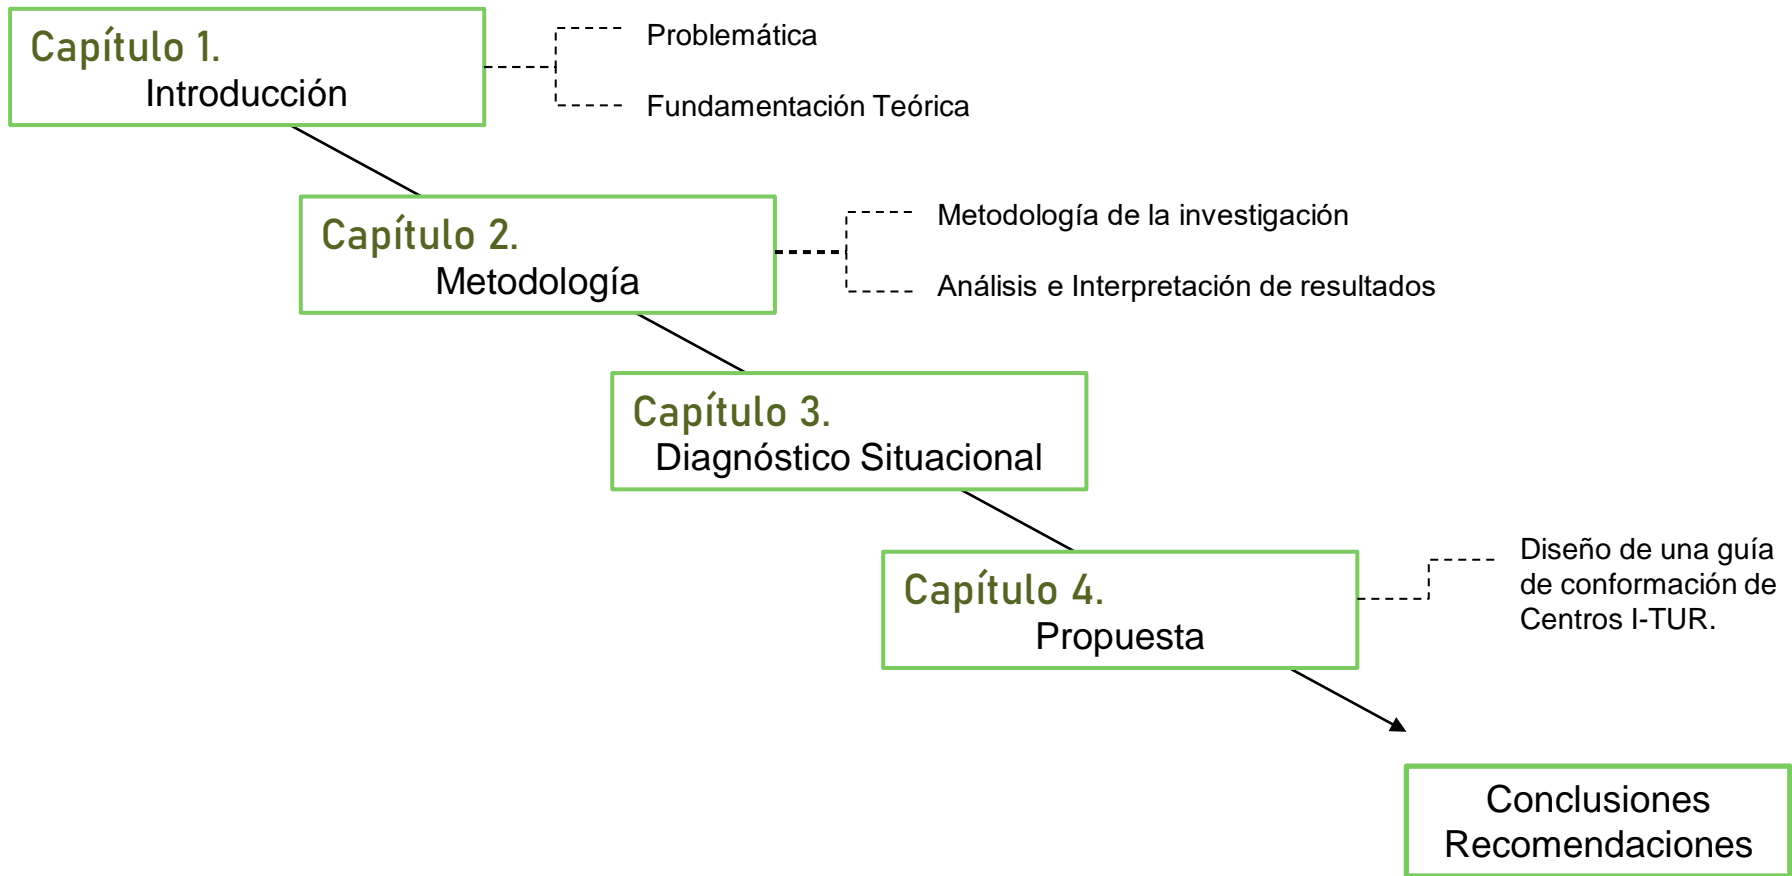 Capítulo 1.
Introducción
Problemática
Fundamentación Teórica
Capítulo 2.
Metodología
Metodología de la investigación
Análisis e Interpretación de resultados
Capítulo 3.
Diagnóstico Situacional
Capítulo 4.
Propuesta
Diseño de una guía
de conformación de
Centros I-TUR.
Conclusiones
Recomendaciones